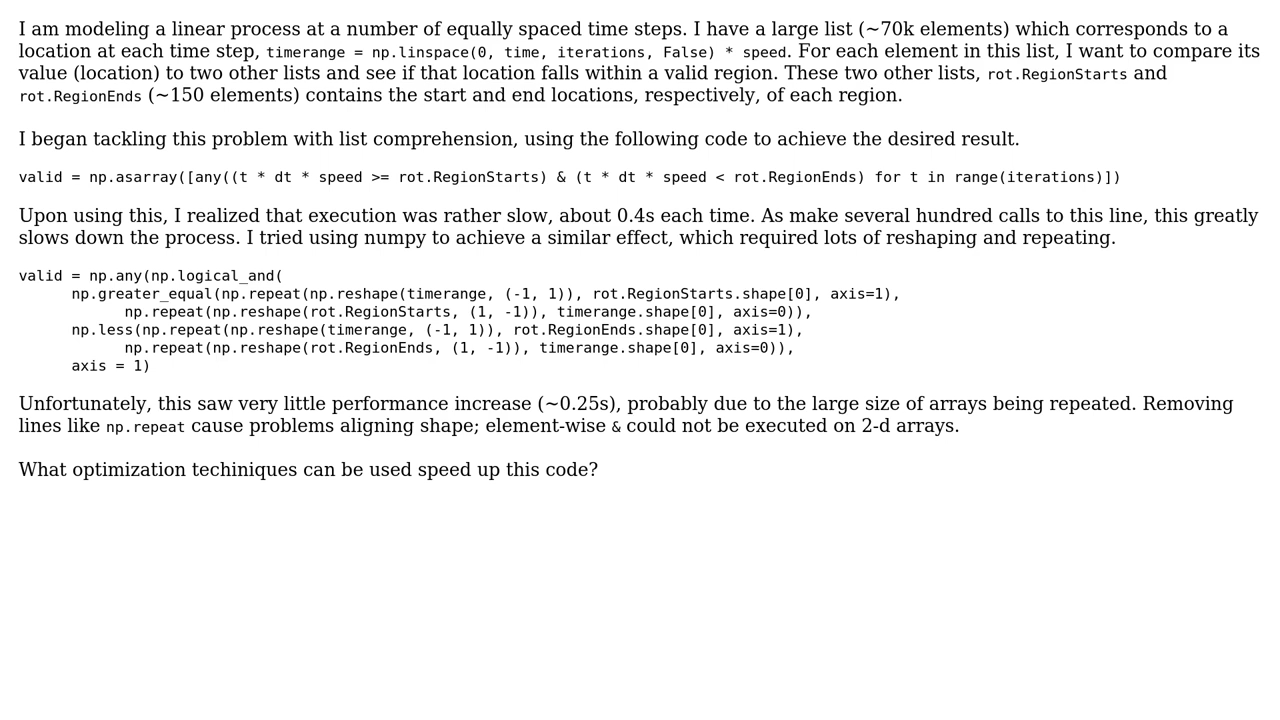 I am modeling a linear process at a number of equally spaced time steps. I have a large list (~70k elements) which corresponds to a
location at each time step, timerange = np.linspace(0, time, iterations, False) * speed. For each element in this list, I want to compare its
value (location) to two other lists and see if that location falls within a valid region. These two other lists, rot.RegionStarts and
rot.RegionEnds (~150 elements) contains the start and end locations, respectively, of each region.
I began tackling this problem with list comprehension, using the following code to achieve the desired result.
valid = np.asarray([any((t * dt * speed >= rot.RegionStarts) & (t * dt * speed < rot.RegionEnds) for t in range(iterations)])
Upon using this, I realized that execution was rather slow, about 0.4s each time. As make several hundred calls to this line, this greatly
slows down the process. I tried using numpy to achieve a similar effect, which required lots of reshaping and repeating.
valid = np.any(np.logical_and(
      np.greater_equal(np.repeat(np.reshape(timerange, (-1, 1)), rot.RegionStarts.shape[0], axis=1),
            np.repeat(np.reshape(rot.RegionStarts, (1, -1)), timerange.shape[0], axis=0)),
      np.less(np.repeat(np.reshape(timerange, (-1, 1)), rot.RegionEnds.shape[0], axis=1),
            np.repeat(np.reshape(rot.RegionEnds, (1, -1)), timerange.shape[0], axis=0)),
      axis = 1)
Unfortunately, this saw very little performance increase (~0.25s), probably due to the large size of arrays being repeated. Removing
lines like np.repeat cause problems aligning shape; element-wise & could not be executed on 2-d arrays.
What optimization techiniques can be used speed up this code?